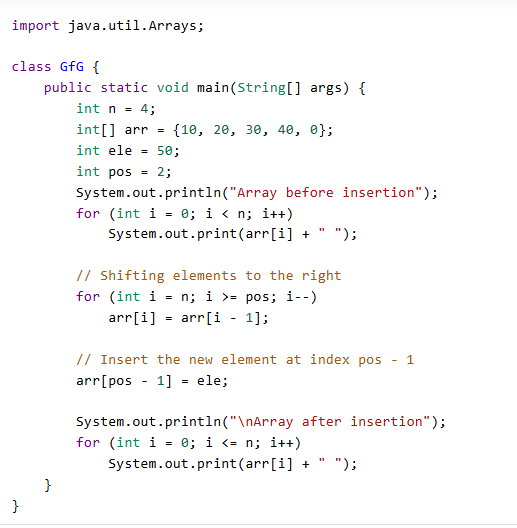 import java.util.Arrays;
class GfG {
public static void main(String[] args) {
int n = 4;
int[] arr = {10, 20, 30, 40, 0};
int ele = 50;
int pos = 2;
System.out.println("Array before insertion");
for (int i = 0; i < n; i++)
System.out.print(arr[i] + " ");
// Shifting elements to the right
for (int i = n; i >= pos; i--)
arr[i] = arr[i - 1];
// Insert the new element at index pos - 1
arr[pos - 1] = ele;
System.out.println("\nArray after insertion");
for (int i = 0; i <= n; i++)
System.out.print(arr[i] + " ");
}
}